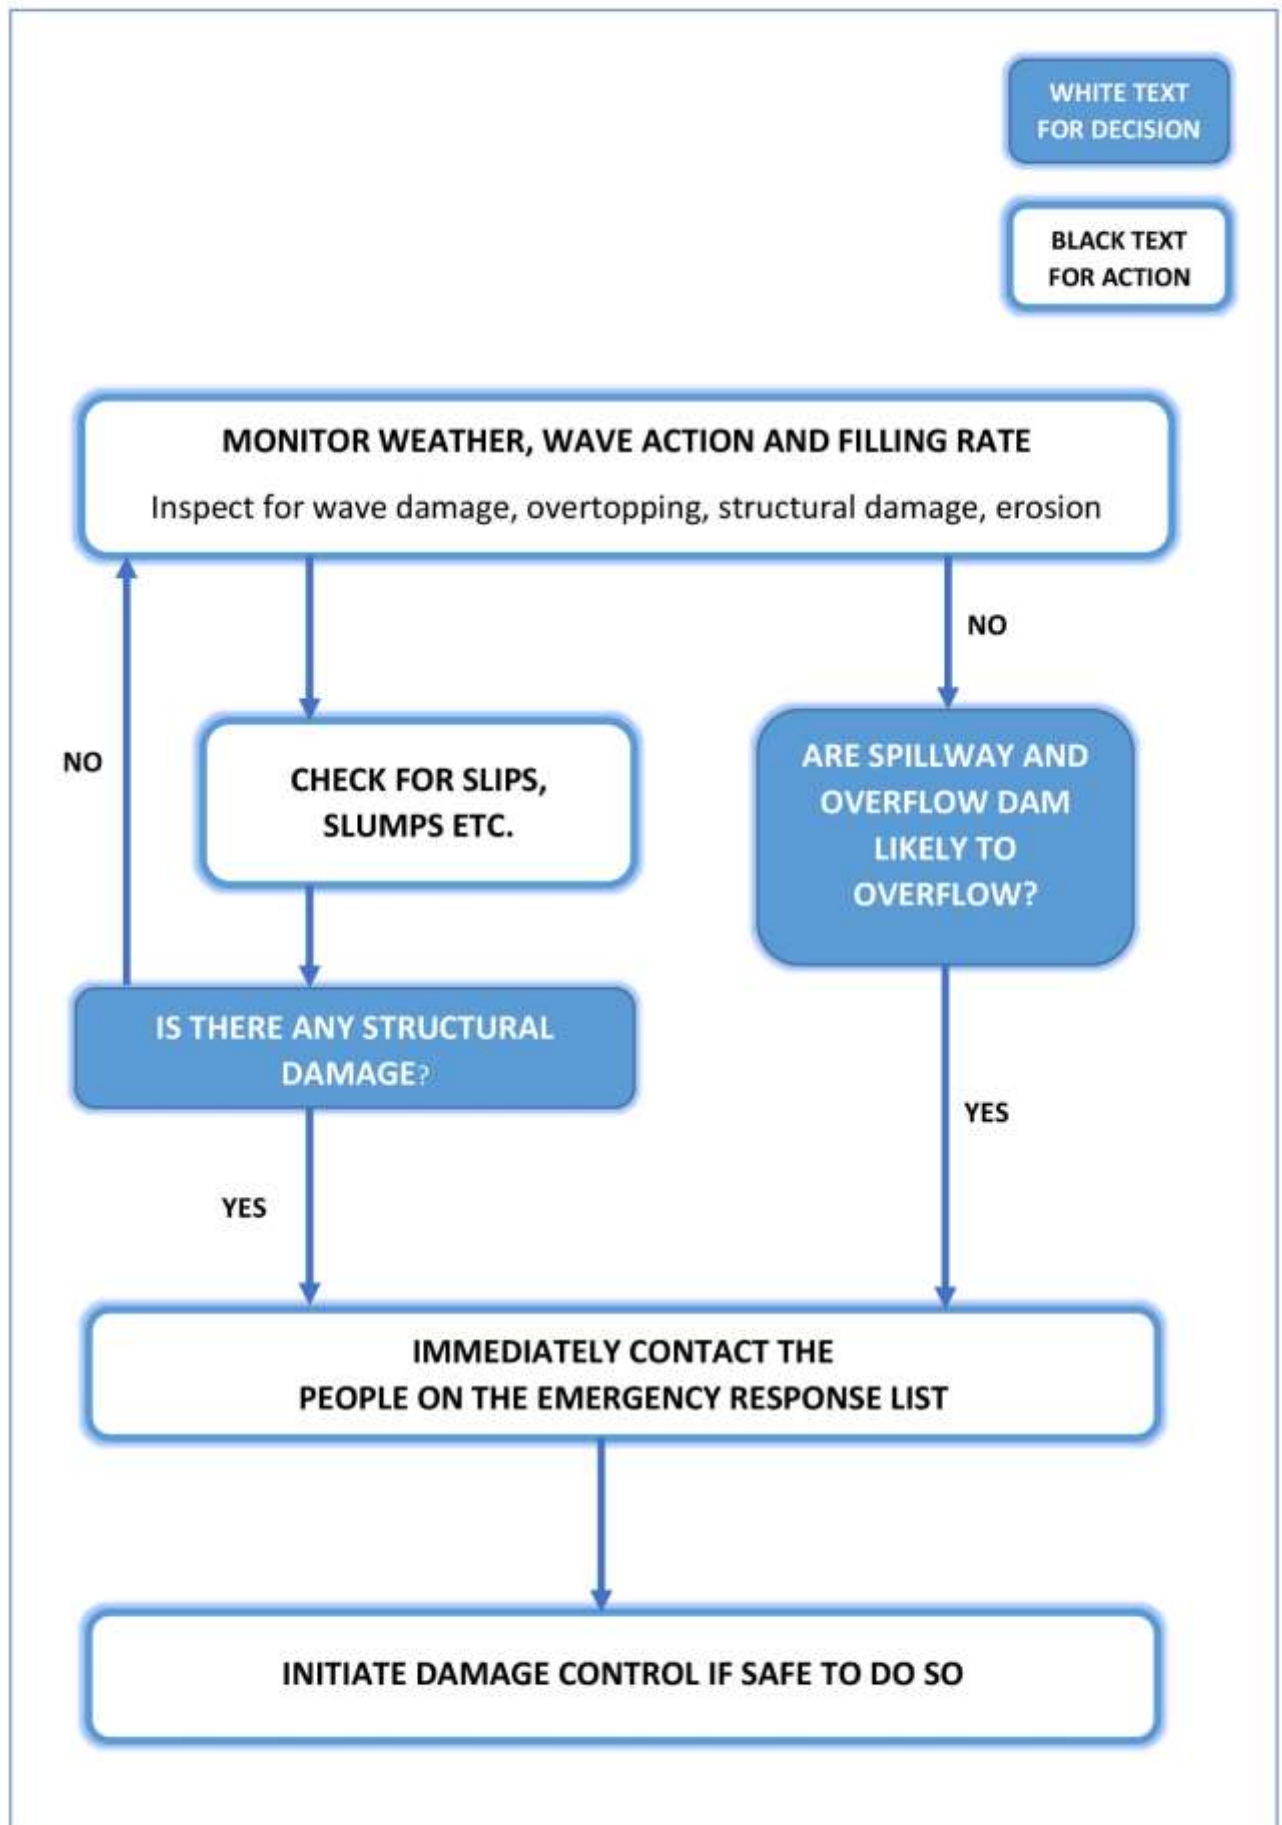 WHITE TEXT
FOR DECISION
BLACK TEXT
FOR ACTION
MONITOR WEATHER, WAVE ACTION AND FILLING RATE
Inspect for wave damage, overtopping, structural damage, erosion
NO
NO
CHECK FOR SLIPS,
SLUMPS ETC.
ARE SPILLWAY AND
OVERFLOW DAM
LIKELY TO
OVERFLOW?
IS THERE ANY STRUCTURAL
DAMAGE?
YES
YES
IMMEDIATELY CONTACT THE
PEOPLE ON THE EMERGENCY RESPONSE LIST
INITIATE DAMAGE CONTROL IF SAFE TO DO SO